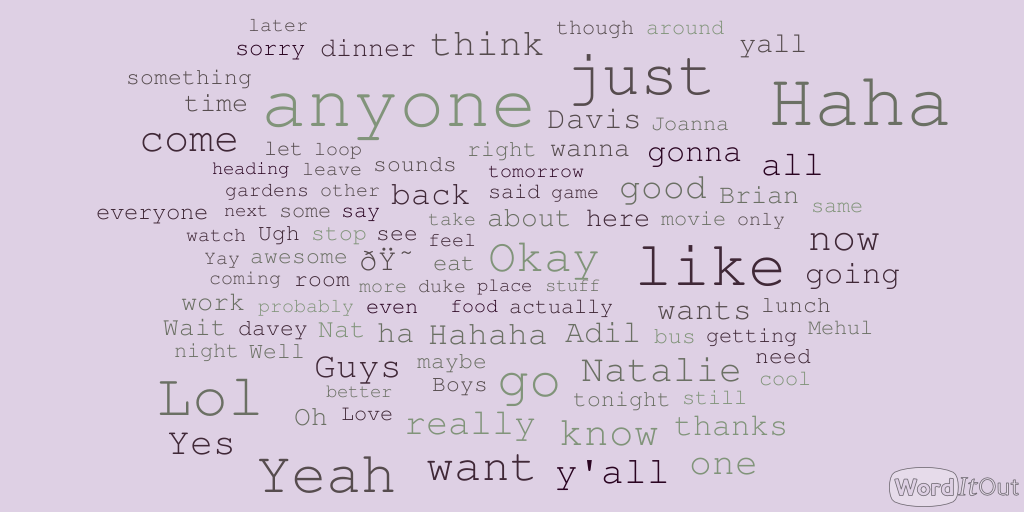 later
sorry dinner think though around yall
something just
time anyone Davis Joanna Haha
come let loop right wanna gonna all
heading leave sounds tomorrow
gardens other back said game good Brian
everyone next some say take about here movie only same
watch Ugh stop see feel now
Yay awesome ðŸ˜ eat Okay like going
coming room more duke place stuff
work probably even food actually wants lunch
Wait davey Nat ha Hahaha Adil bus getting Mehul
night Well Guys maybe Natalie need
Lol better Boys go tonight still cool
Oh Love really know thanks
Yes
Yeah want y'all one
WordItOut